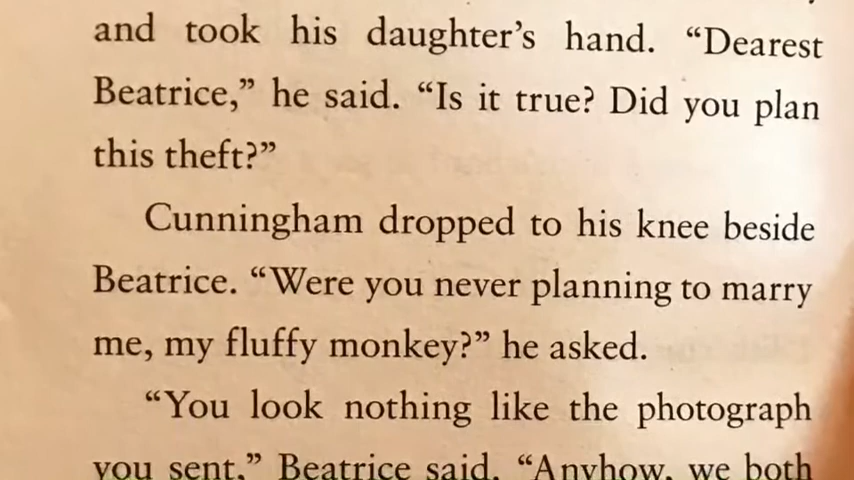 and took his daughter’s hand. “Dearest
Beatrice,” he said. “Is it true? Did you plan
this theft?”
Cunningham dropped to his knee beside
Beatrice. “Were you never planning to marry
me, my fluffy monkey?” he asked.
“You look nothing like the photograph
you sent,” Beatrice said. “Anyhow, we both